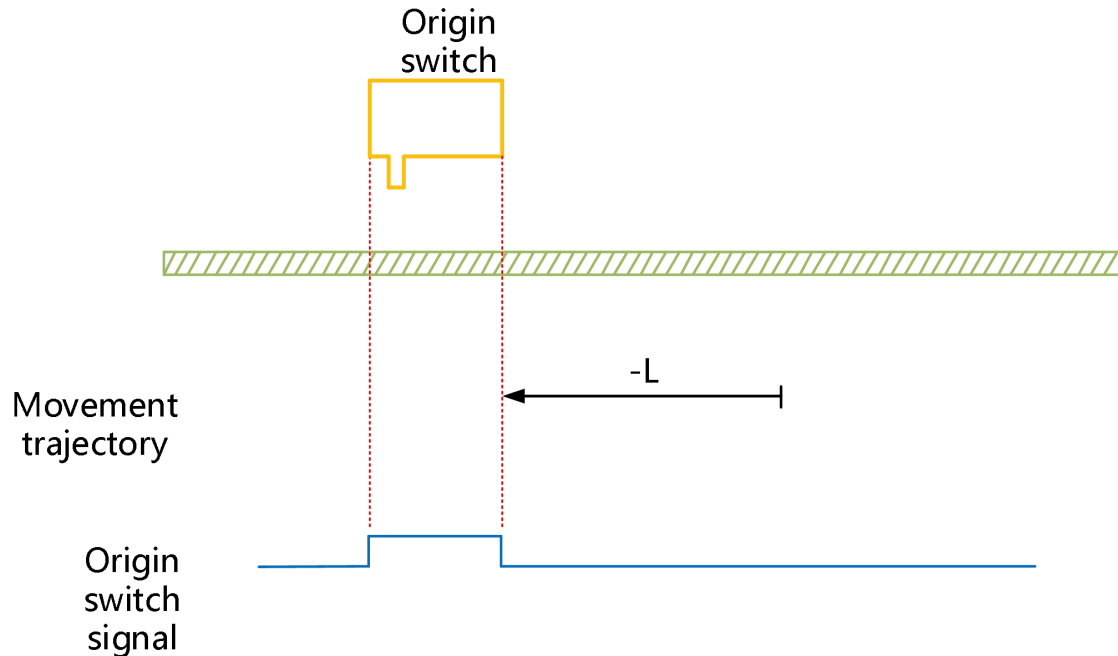 Origin
switch
-L
Movement
trajectory
Origin
switch
signal